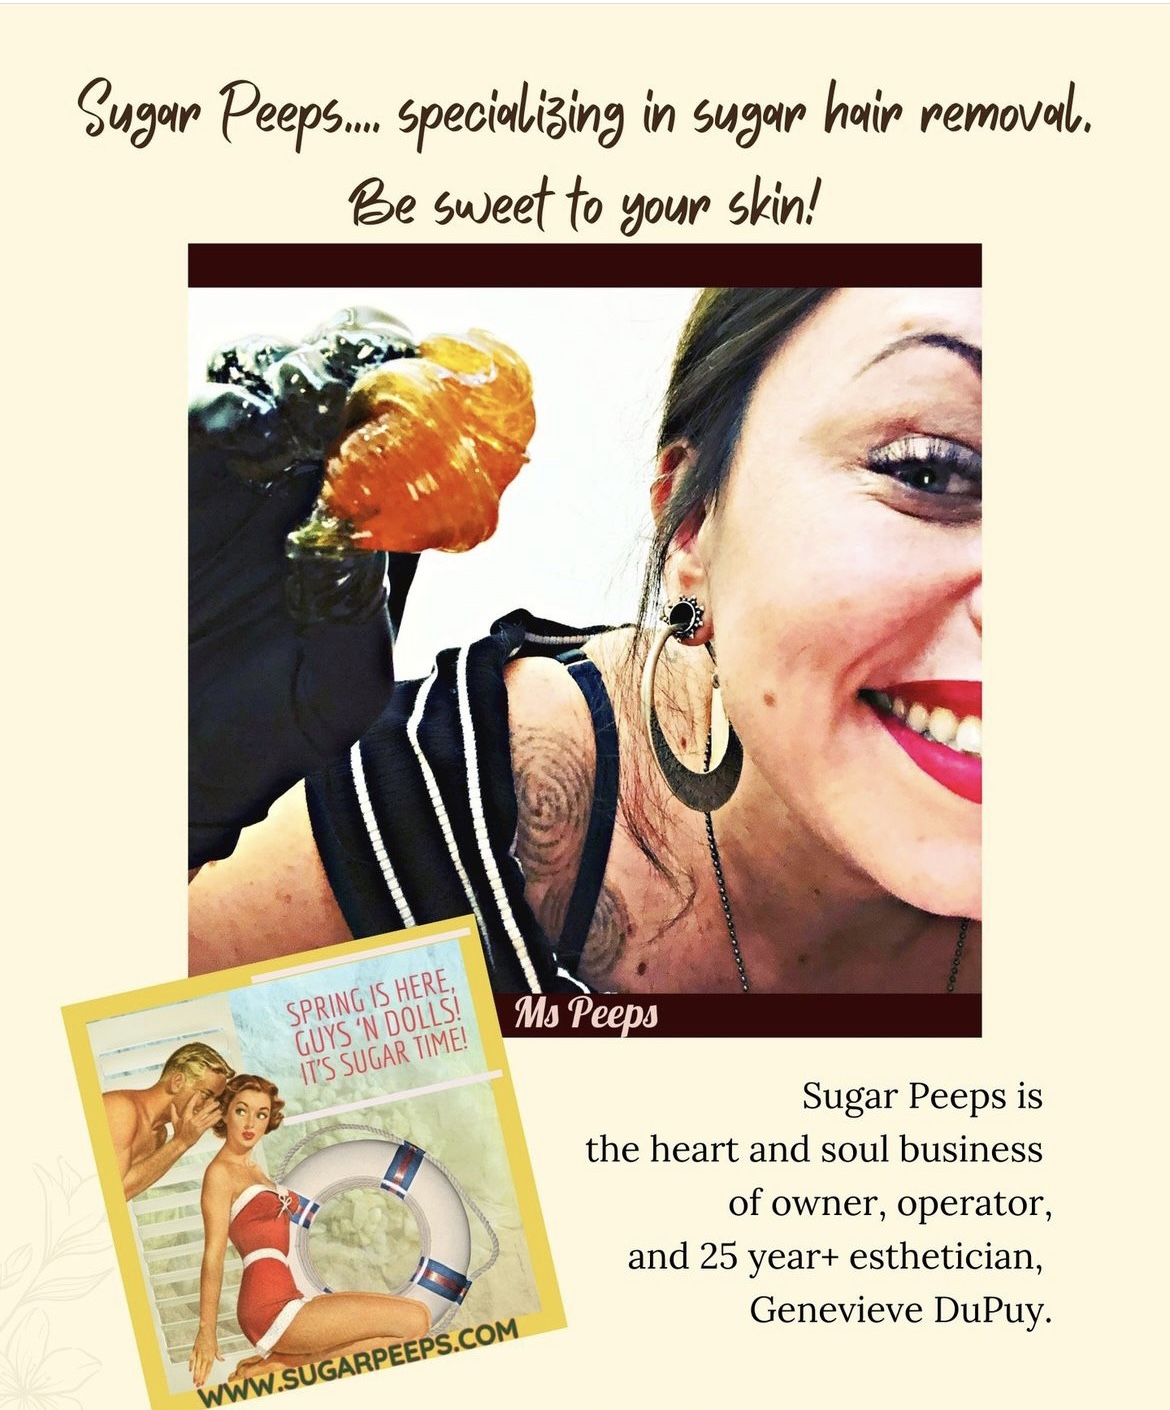 Sugar Peeps.... specializing in sugar hair removal.
Be sweet to your skin!
Ms Peeps
SPRING IS HERE,
GUYS 'N DOLLS!
IT'S SUGAR TIME!
WWW.SUGARPEEPS.COM
Sugar Peeps is
the heart and soul business
of owner, operator,
and 25 year+ esthetician,
Genevieve DuPuy.